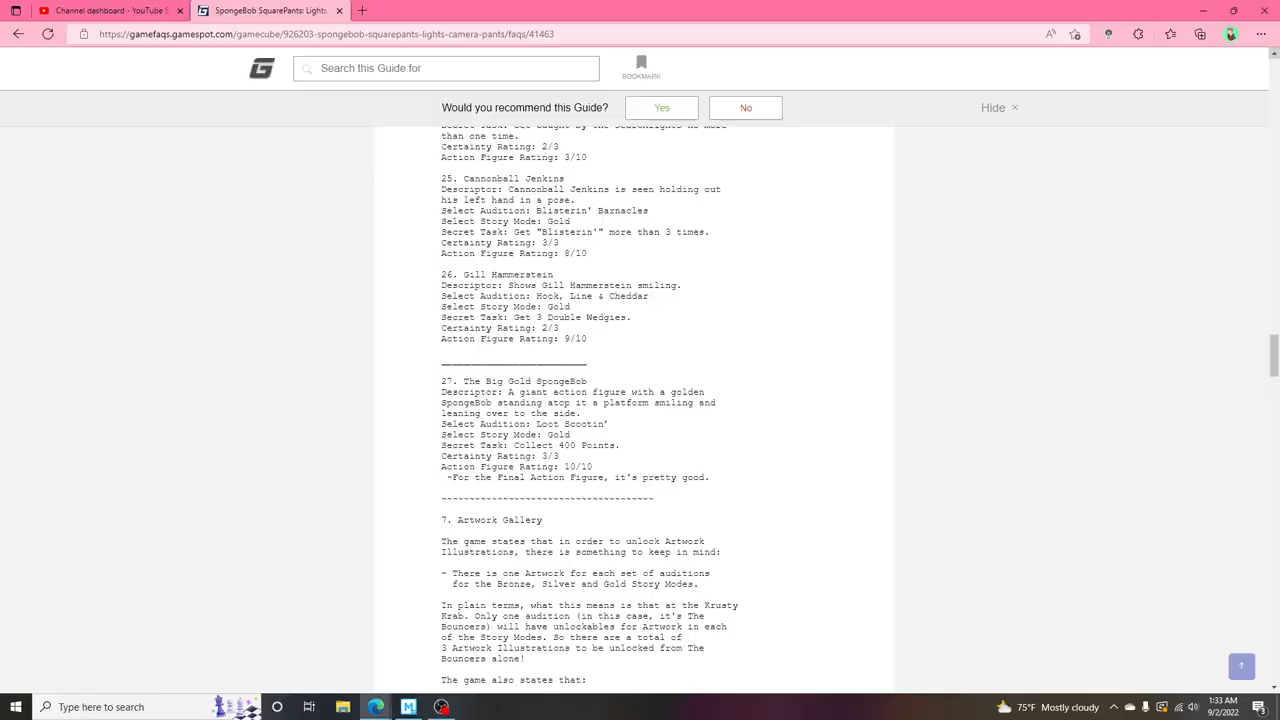 Channel dashboard - YouTube S
SpongeBob SquarePants: Lights
https://gamefaqs.gamespot.com/gamecube/926203-spongebob-squarepants-lights-camera-pants/faqs/41463
Search this Guide for
BOOKMARK
Would you recommend this Guide?
Yes
No
Hide ×
Secret Task: Get caught by the searchlights no more
than one time.
Certainty Rating: 2/3
Action Figure Rating: 3/10
25. Cannonball Jenkins
Descriptor: Cannonball Jenkins is seen holding out
his left hand in a pose.
Select Audition: Blisterin' Barnacles
Select Story Mode: Gold
Secret Task: Get "Blisterin'" more than 3 times.
Certainty Rating: 3/3
Action Figure Rating: 8/10
26. Gill Hammerstein
Descriptor: Shows Gill Hammerstein smiling.
Select Audition: Hook, Line & Cheddar
Select Story Mode: Gold
Secret Task: Get 3 Double Wedgies.
Certainty Rating: 2/3
Action Figure Rating: 9/10
__________________________
27. The Big Gold SpongeBob
Descriptor: A giant action figure with a golden
SpongeBob standing atop it a platform smiling and
leaning over to the side.
Select Audition: Loot Scootin’
Select Story Mode: Gold
Secret Task: Collect 400 Points.
Certainty Rating: 3/3
Action Figure Rating: 10/10
-For the Final Action Figure, it's pretty good.
~~~~~~~~~~~~~~~~~~~~~~~~~~~~~~~~~~~~~~
7. Artwork Gallery
The game states that in order to unlock Artwork
Illustrations, there is something to keep in mind:
- There is one Artwork for each set of auditions
for the Bronze, Silver and Gold Story Modes.
In plain terms, what this means is that at the Krusty
Krab. Only one audition (in this case, it's The
Bouncers) will have unlockables for Artwork in each
of the Story Modes. So there are a total of
3 Artwork Illustrations to be unlocked from The
Bouncers alone!
The game also states that:
Type here to search
75°F Mostly cloudy
1:33 AM
9/2/2022